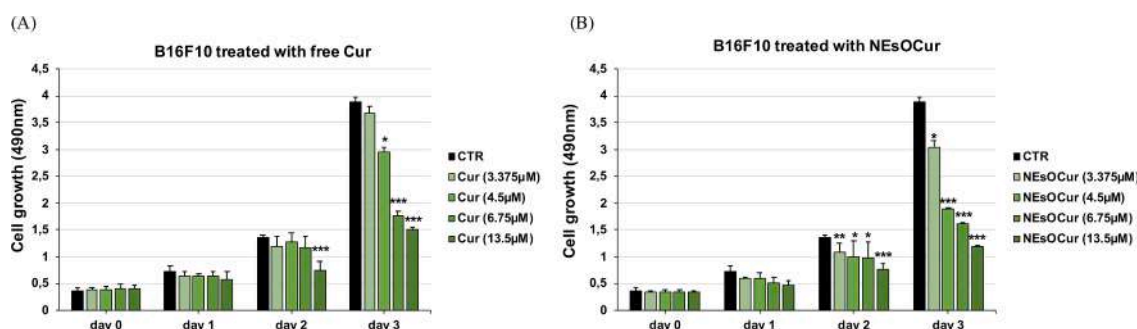 (A)
B16F10 treated with free Cur
Cell growth (490nm)
4,5
4
3,5
3
2,5
2
1,5
1
0,5
0
day 0
day 1
day 2
day 3
***
*
***
***
CTR
Cur (3.375µM)
Cur (4.5µM)
Cur (6.75µM)
Cur (13.5µM)
(B)
B16F10 treated with NEsOCur
Cell growth (490nm)
4,5
4
3,5
3
2,5
2
1,5
1
0,5
0
day 0
day 1
day 2
day 3
**
*
*
***
*
***
***
***
CTR
NEsOCur (3.375µM)
NEsOCur (4.5µM)
NEsOCur (6.75µM)
NEsOCur (13.5µM)